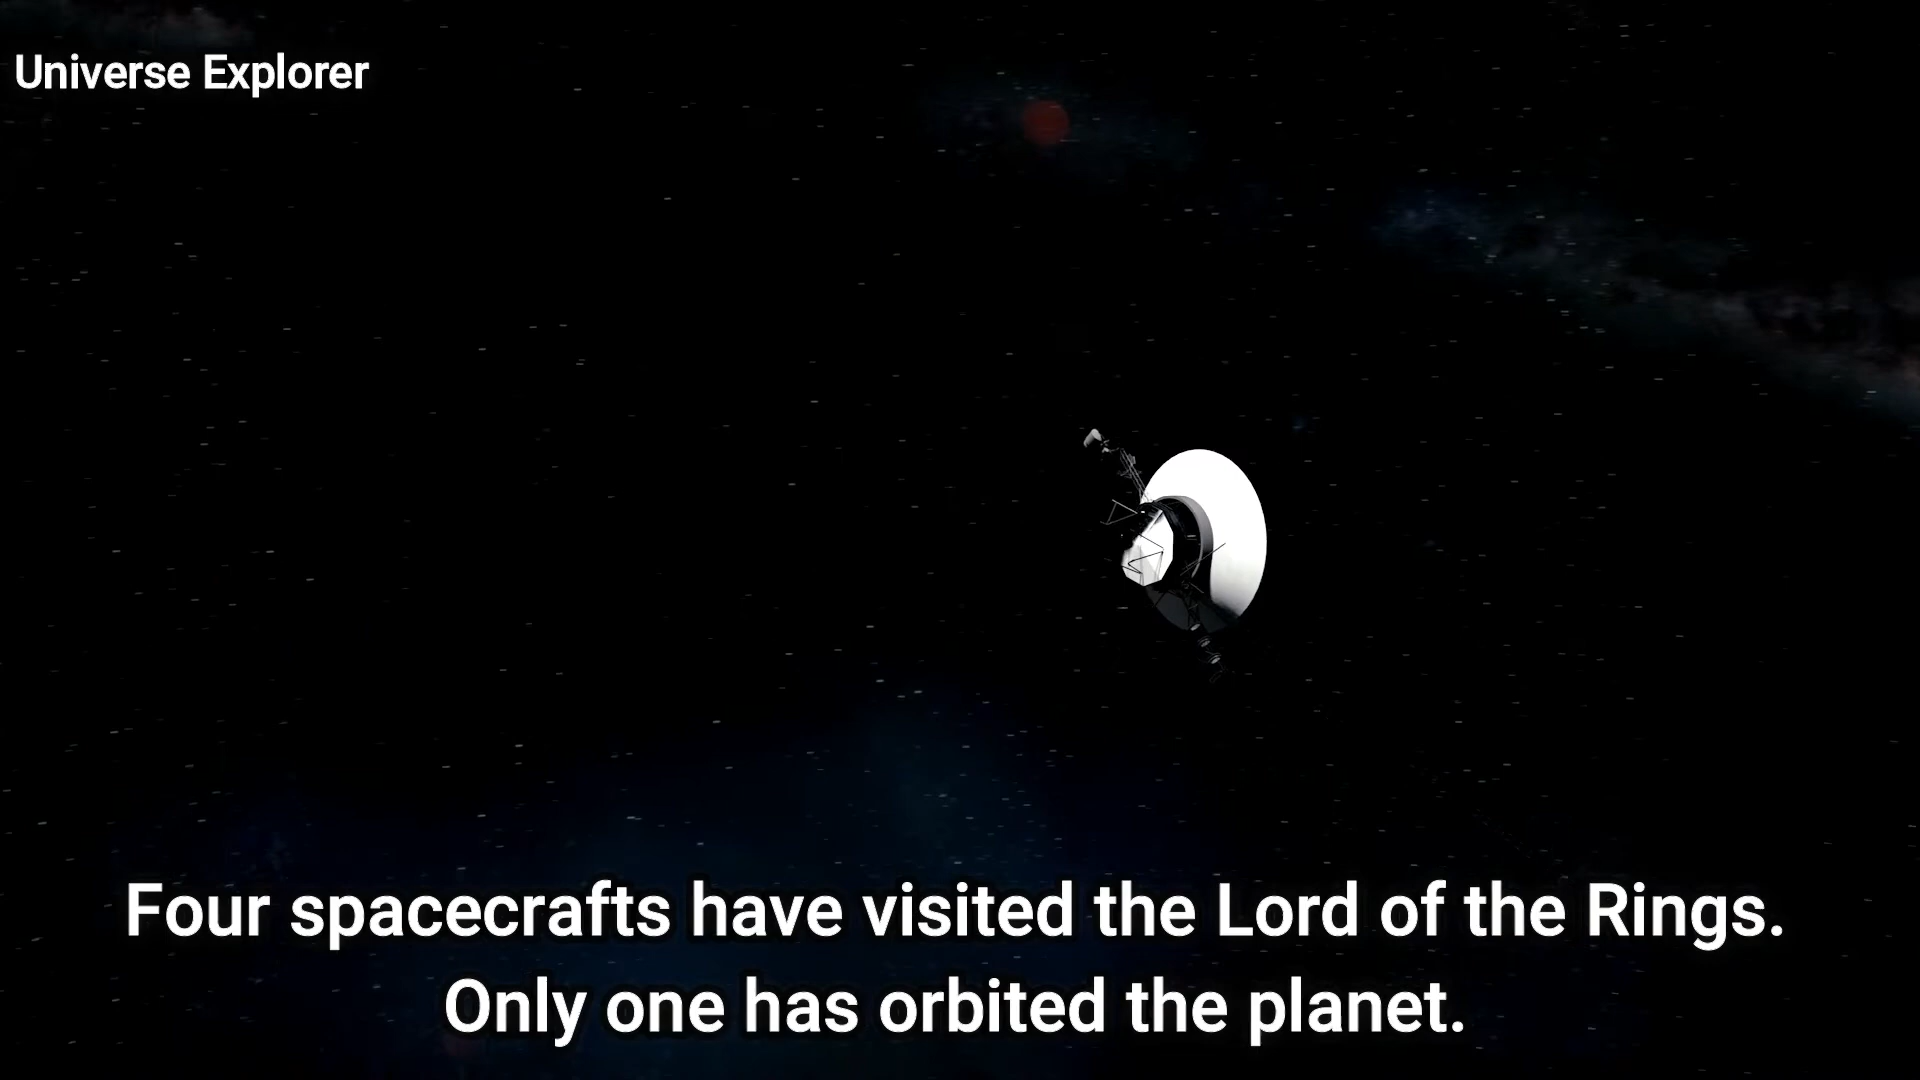 Universe Explorer
Four spacecrafts have visited the Lord of the Rings.
Only one has orbited the planet.